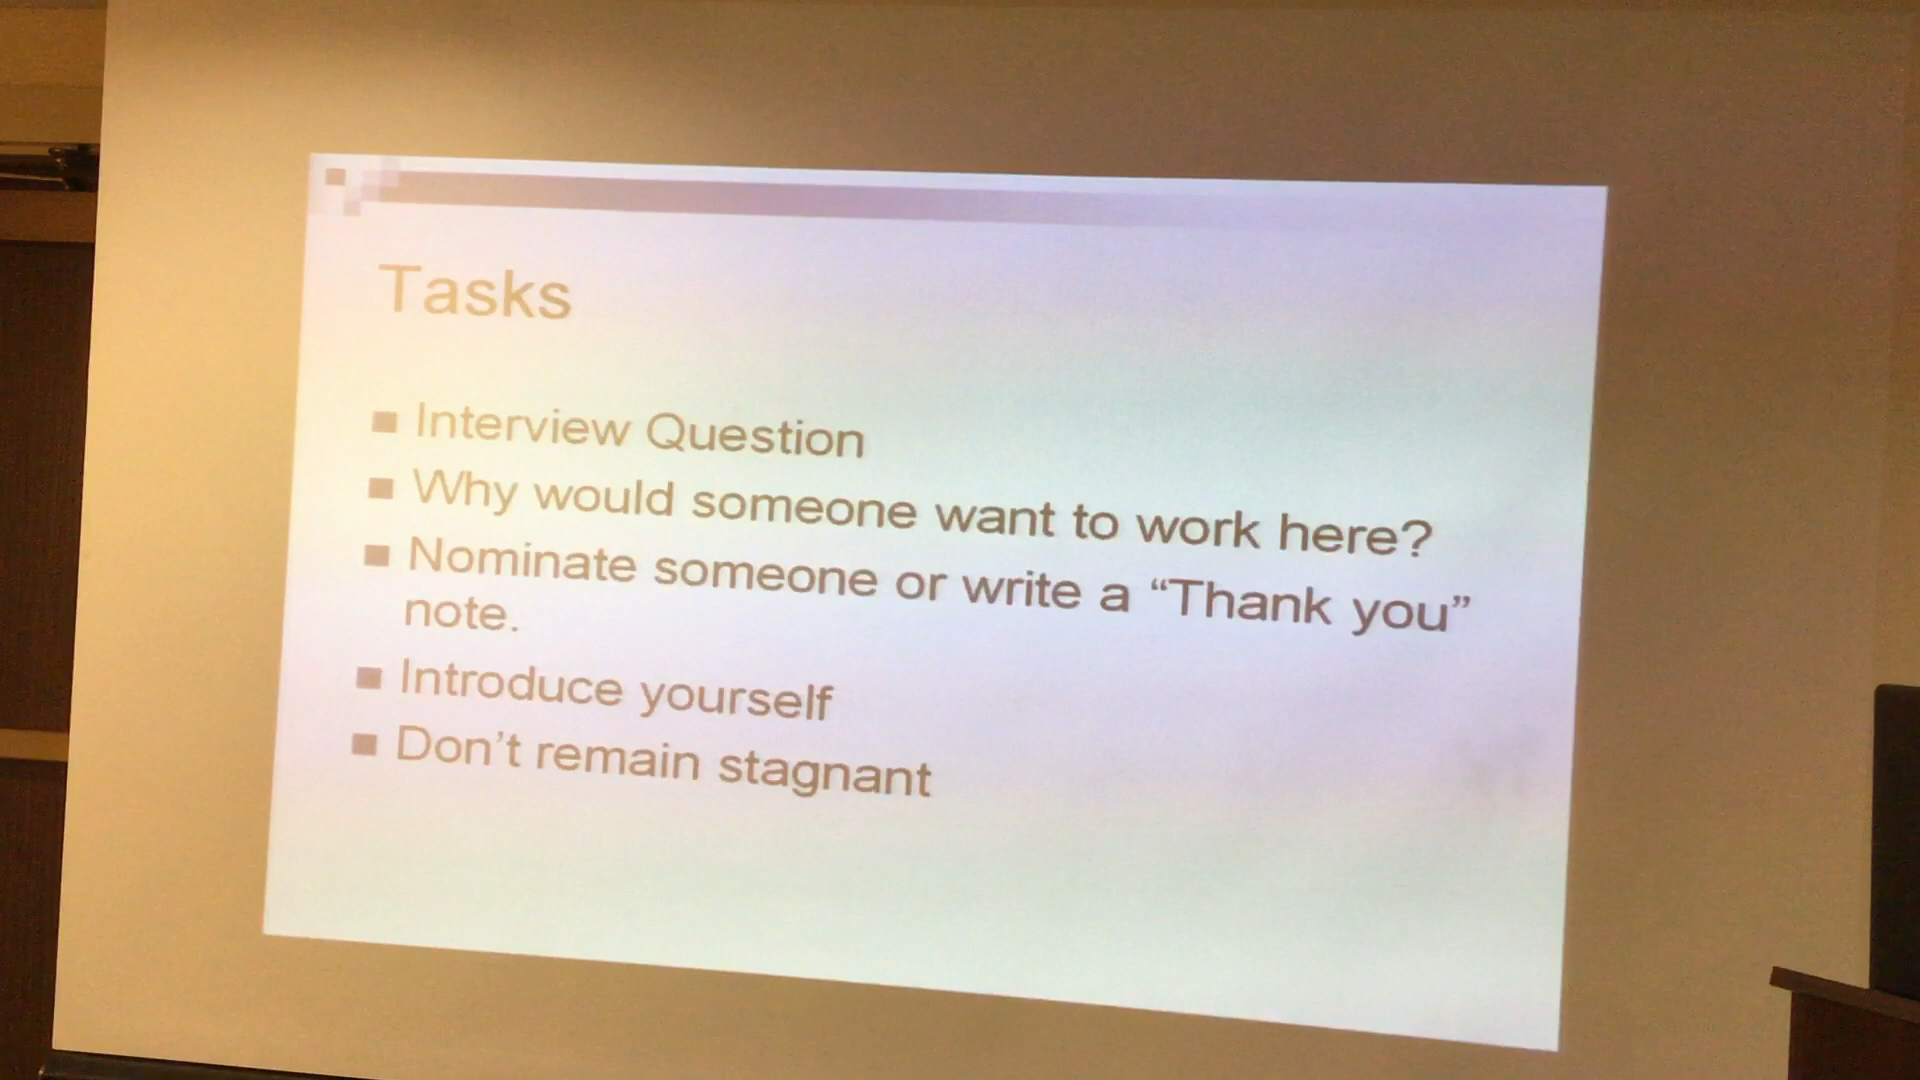 Tasks
Interview Question
Why would someone want to work here?
Nominate someone or write a “Thank you”
note.
Introduce yourself
Don’t remain stagnant